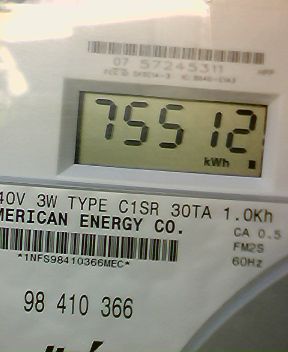 07 57245311
75512
kWh
40V 3W TYPE C1SR 30TA 1.0Kh
MERICAN ENERGY CO.
CA 0.5
FM2S
60Hz
*1NFS98410366MEC*
98 410 366